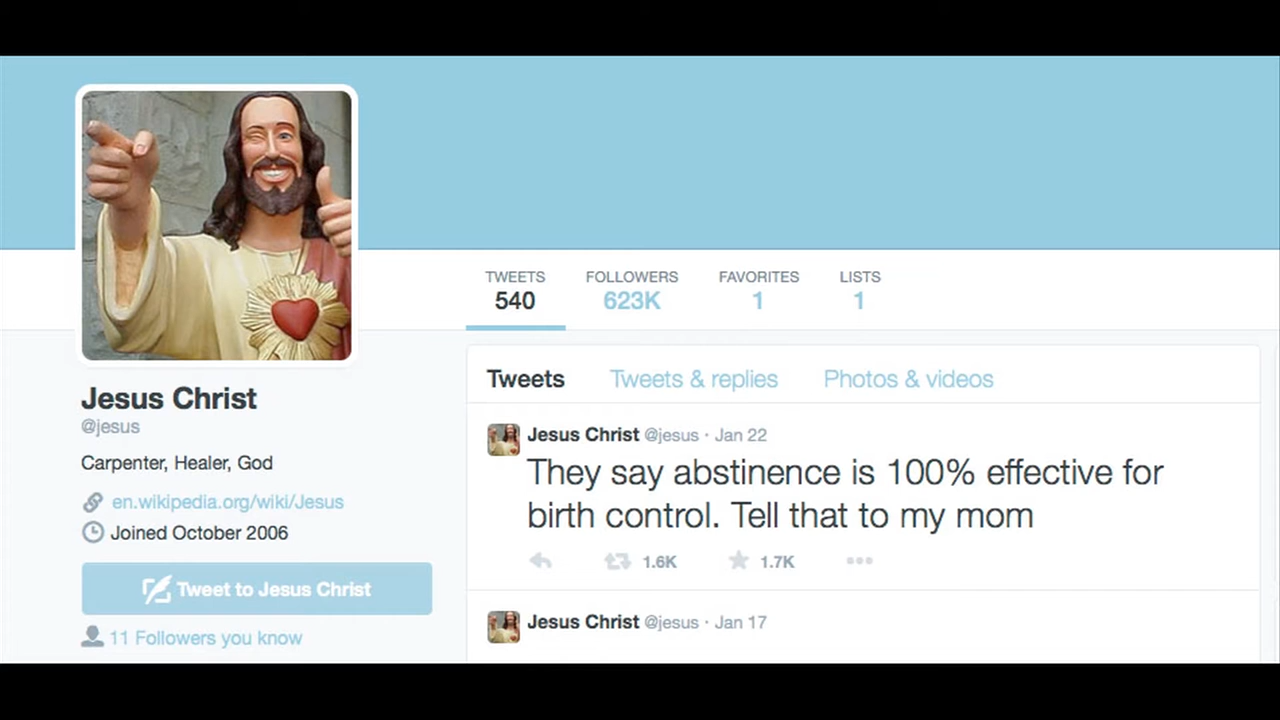 TWEETS FOLLOWERS FAVORITES LISTS
540 623K 1 1
Jesus Christ
@jesus
Carpenter, Healer, God
en.wikipedia.org/wiki/Jesus
Joined October 2006
Tweet to Jesus Christ
11 Followers you know
Tweets Tweets & replies Photos & videos
Jesus Christ @jesus · Jan 22
They say abstinence is 100% effective for
birth control. Tell that to my mom
1.6K 1.7K
Jesus Christ @jesus · Jan 17